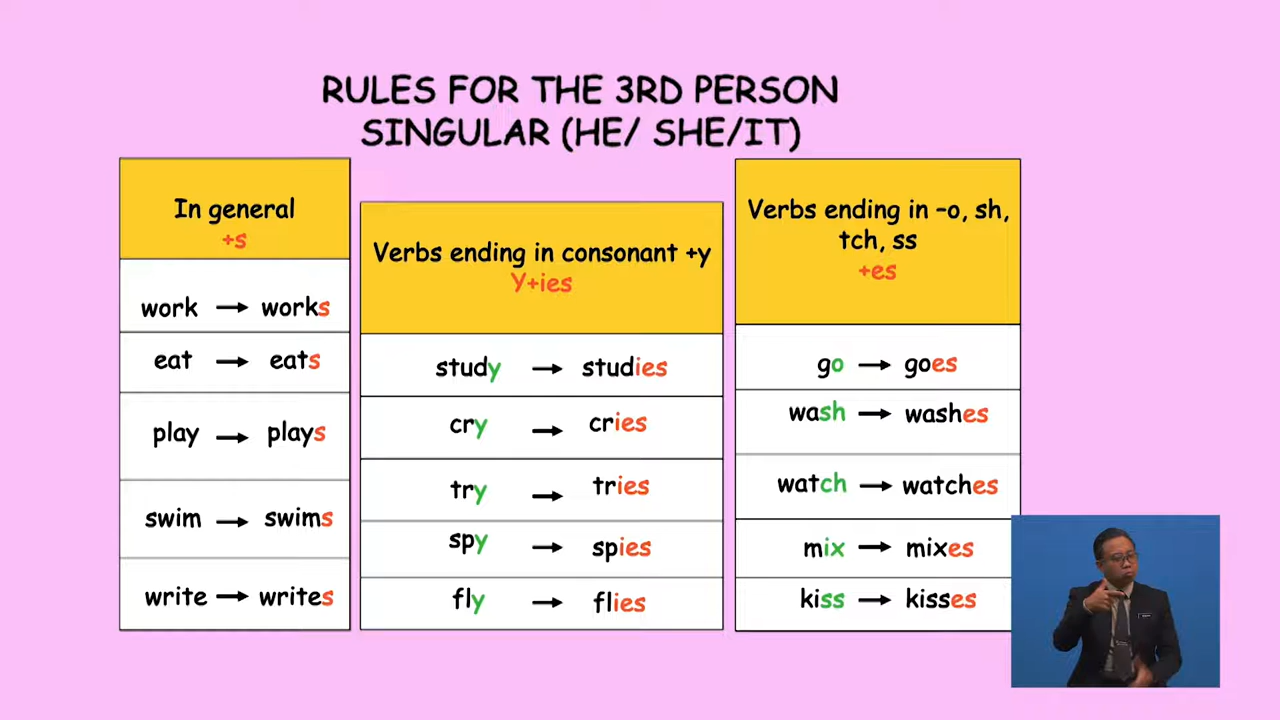 RULES FOR THE 3RD PERSON
SINGULAR (HE/ SHE/IT)
In general
+s
work → works
eat → eats
play → plays
swim → swims
write → writes
Verbs ending in consonant +y
Y+ies
study → studies
cry → cries
try → tries
spy → spies
fly → flies
Verbs ending in –o, sh,
tch, ss
+es
go → goes
wash → washes
watch → watches
mix → mixes
kiss → kisses